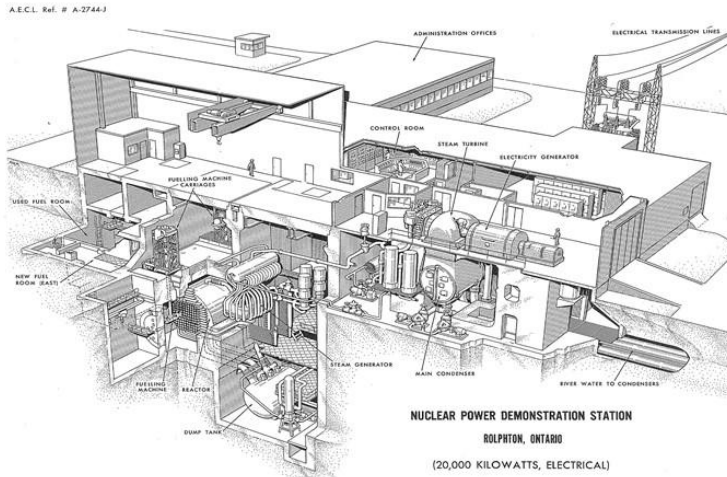 A.E.C.L. Ref. # A-2744-J
ADMINISTRATION OFFICES
ELECTRICAL TRANSMISSION LINES
CONTROL ROOM
STEAM TURBINE
ELECTRICITY GENERATOR
FUELLING MACHINE
CARRIAGES
USED FUEL ROOM
NEW FUEL
ROOM (EAST)
FUELLING
MACHINE
REACTOR
STEAM GENERATOR
MAIN CONDENSER
RIVER WATER TO CONDENSERS
DUMP TANK
NUCLEAR POWER DEMONSTRATION STATION
ROLPHTON, ONTARIO
(20,000 KILOWATTS, ELECTRICAL)